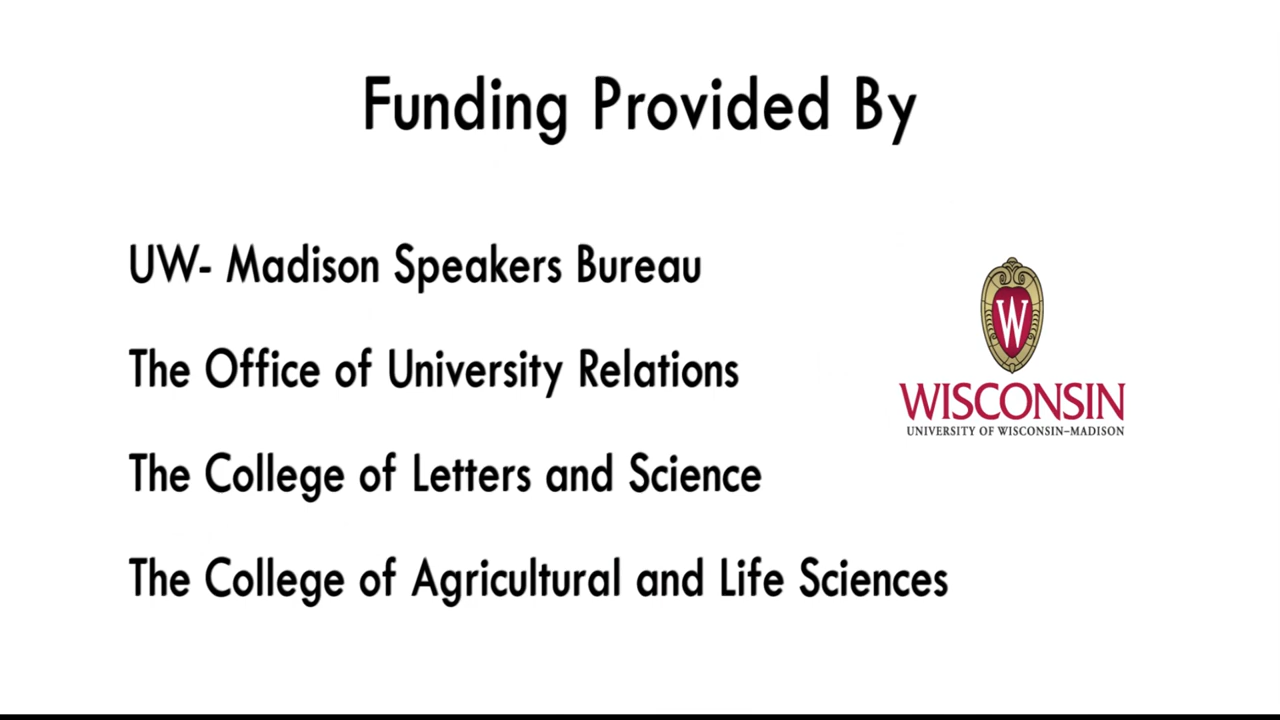 Funding Provided By
UW- Madison Speakers Bureau
The Office of University Relations
The College of Letters and Science
The College of Agricultural and Life Sciences
W
WISCONSIN
UNIVERSITY OF WISCONSIN–MADISON